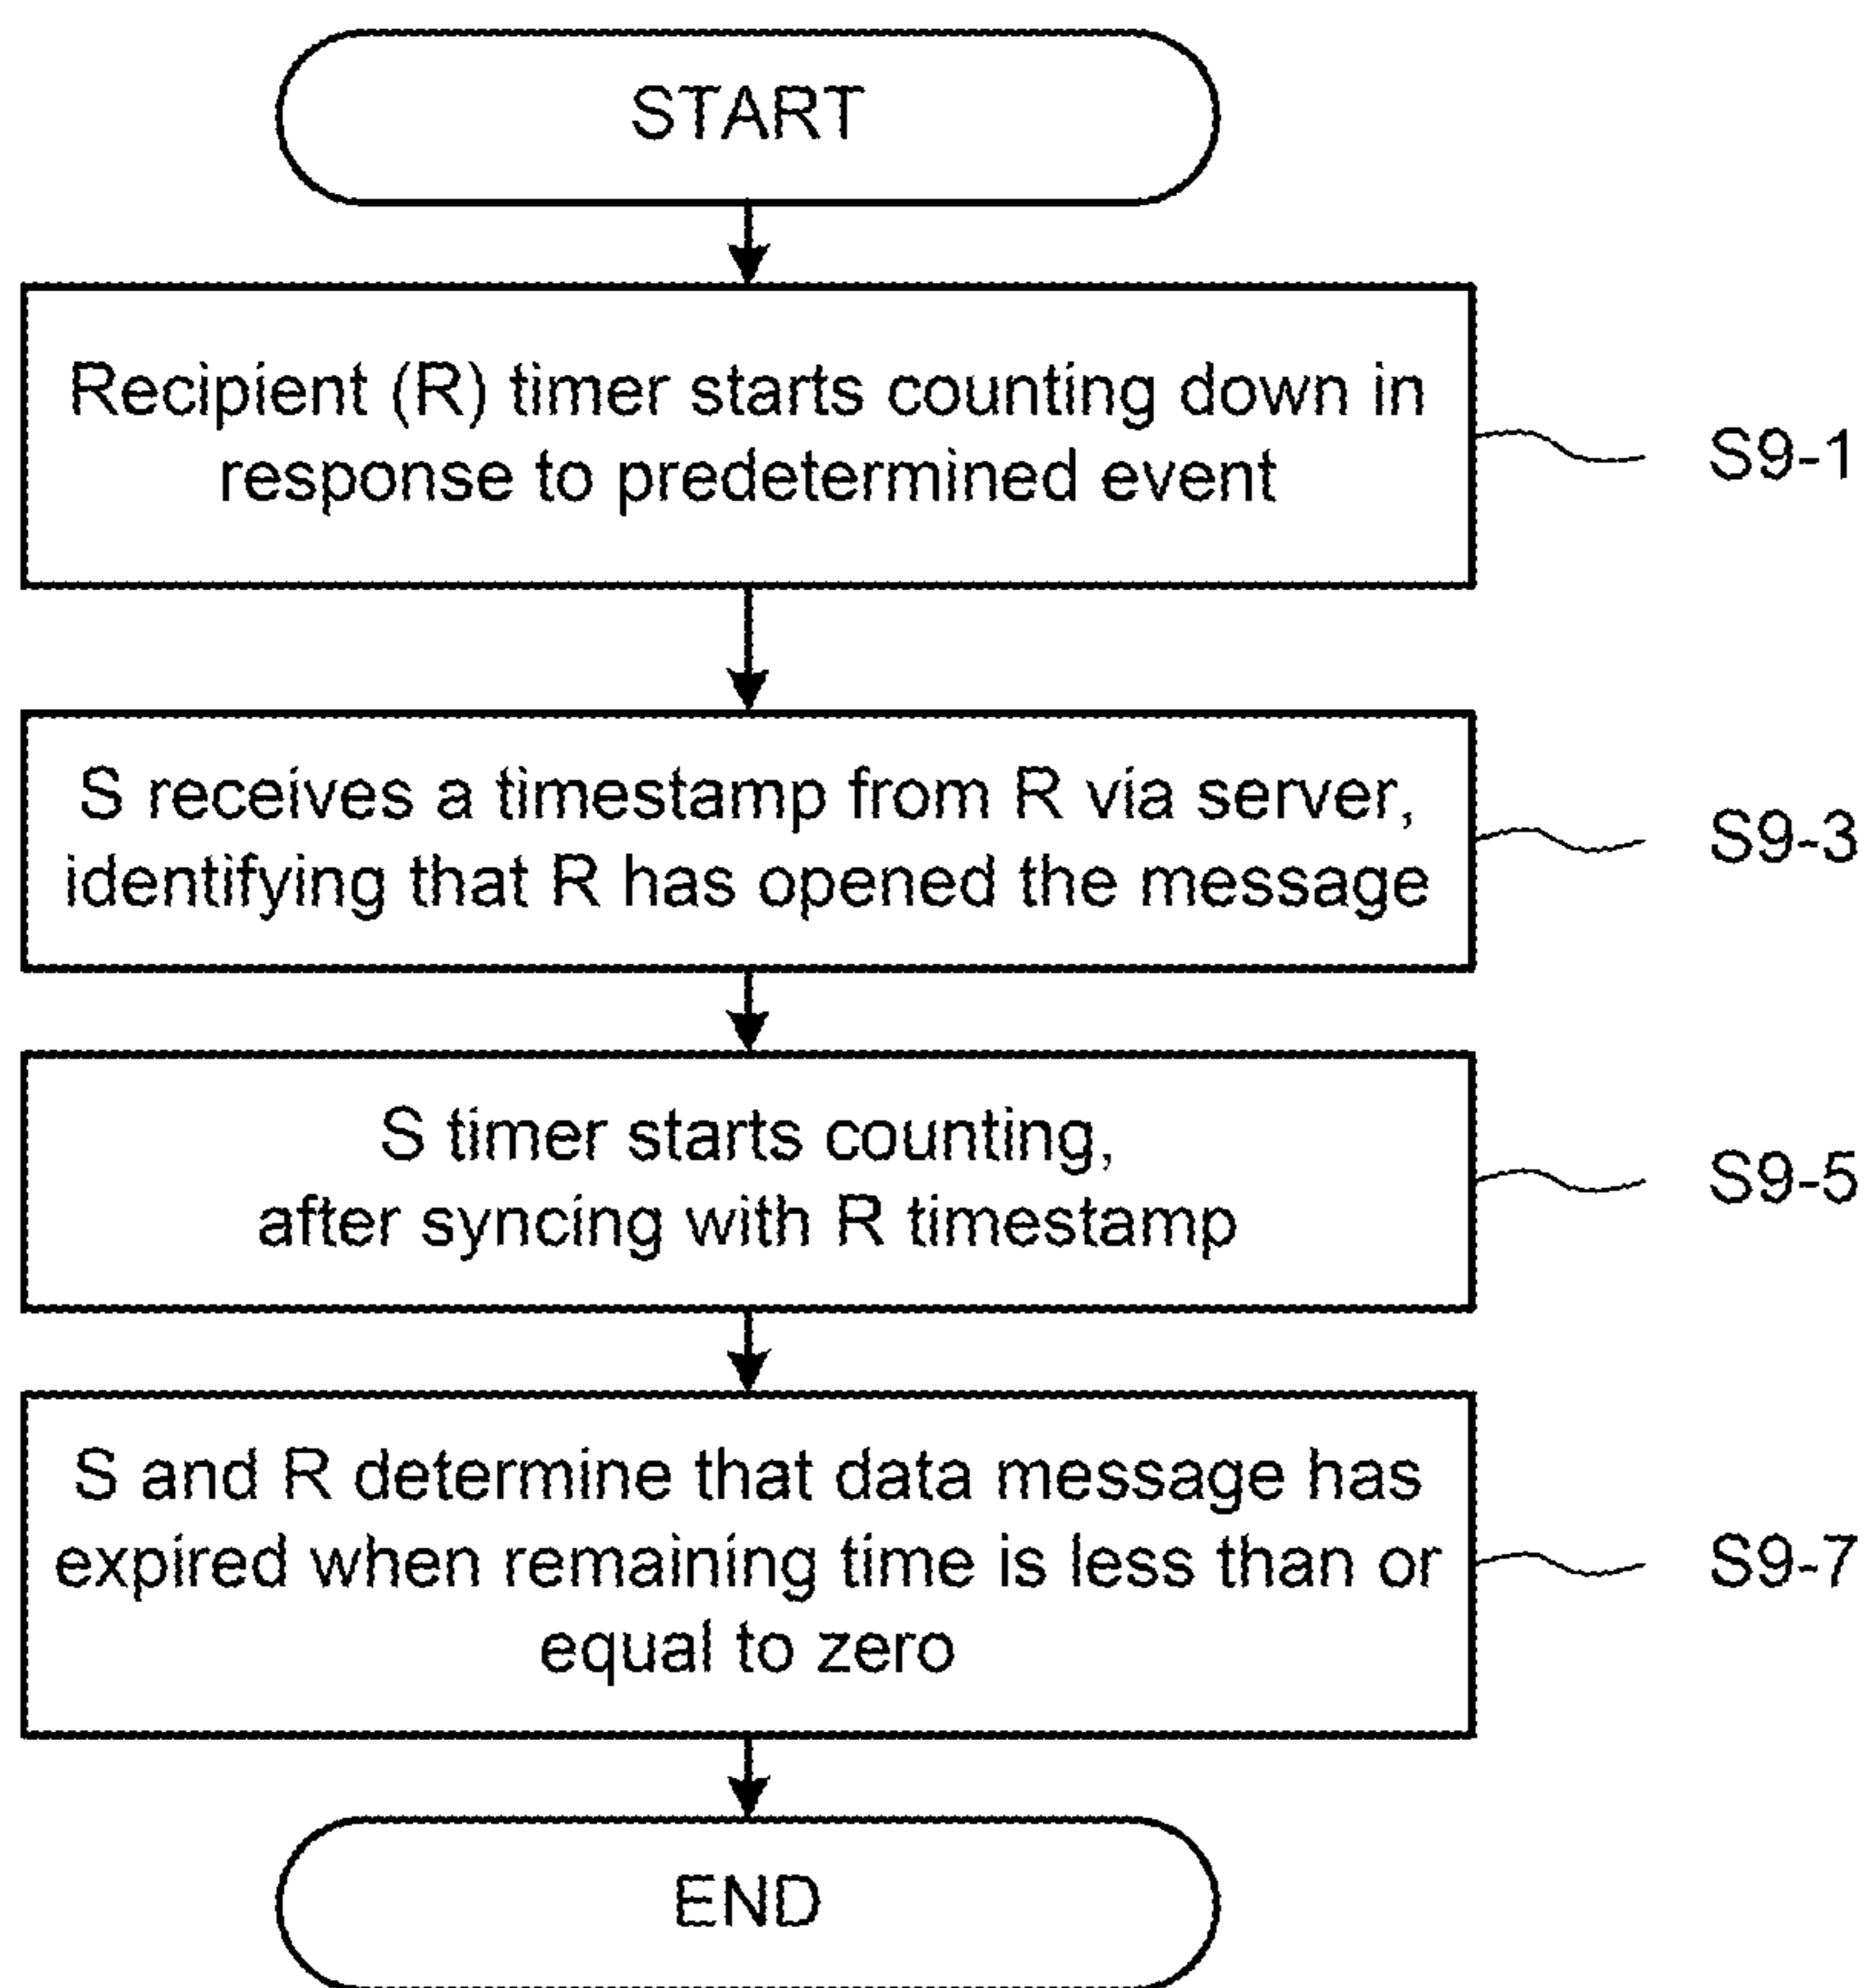 START
Recipient (R) timer starts counting down in
response to predetermined event
S9-1
S receives a timestamp from R via server,
identifying that R has opened the message
S9-3
S timer starts counting,
after syncing with R timestamp
S9-5
S and R determine that data message has
expired when remaining time is less than or
equal to zero
S9-7
END